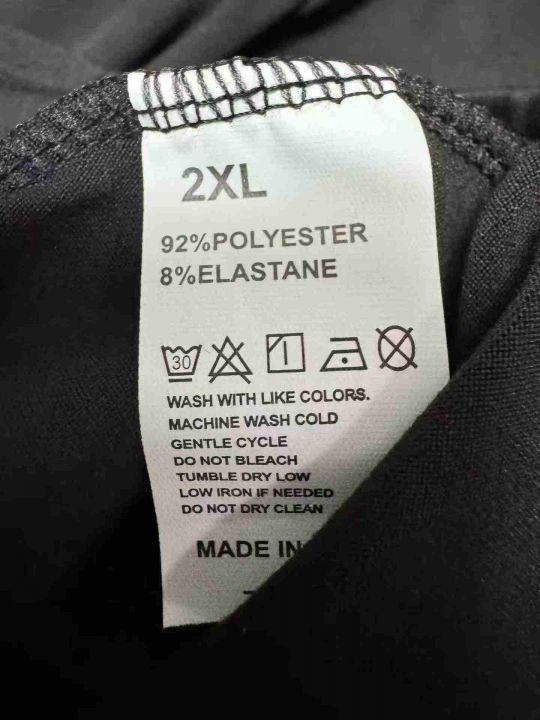 2XL
92%POLYESTER
8%ELASTANE
30
WASH WITH LIKE COLORS.
MACHINE WASH COLD
GENTLE CYCLE
DO NOT BLEACH
TUMBLE DRY LOW
LOW IRON IF NEEDED
DO NOT DRY CLEAN
MADE IN